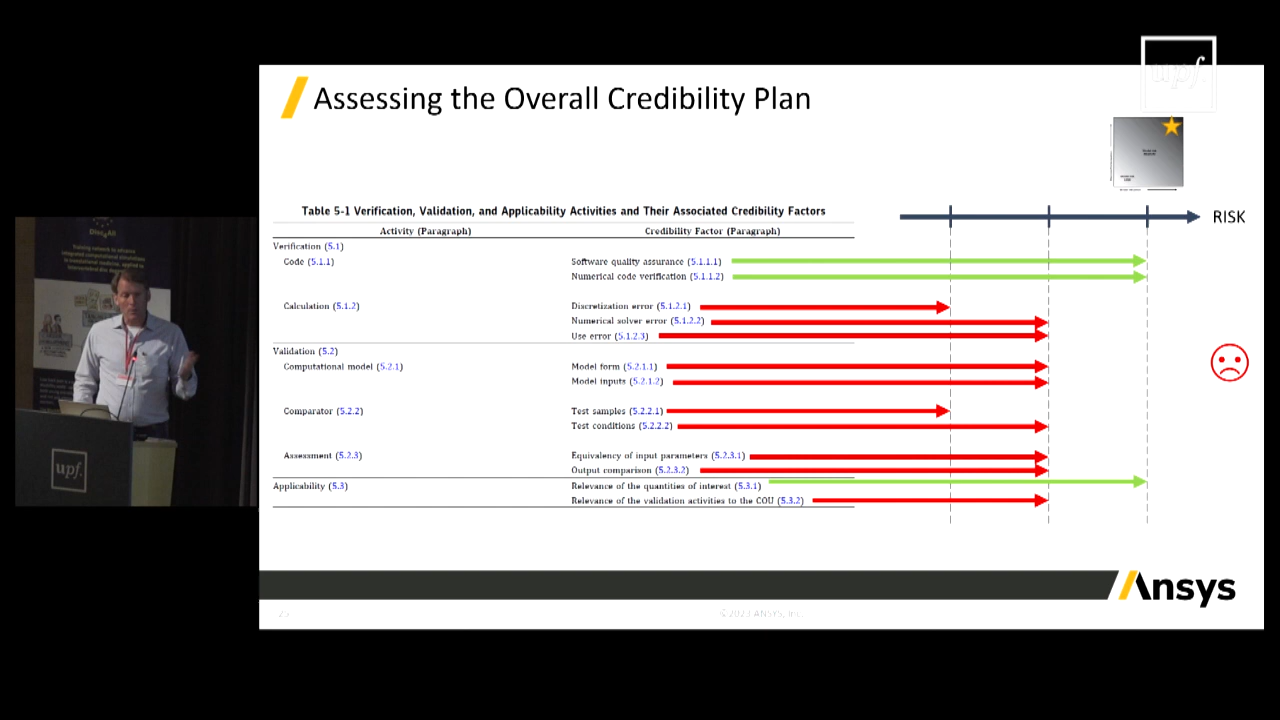 upf.
Assessing the Overall Credibility Plan
RISK
Table 5-1 Verification, Validation, and Applicability Activities and Their Associated Credibility Factors
Activity (Paragraph) Credibility Factor (Paragraph)
Verification (5.1)
Code (5.1.1) Software quality assurance (5.1.1.1)
Numerical code verification (5.1.1.2)
Calculation (5.1.2) Discretization error (5.1.2.1)
Numerical solver error (5.1.2.2)
Use error (5.1.2.3)
Validation (5.2)
Computational model (5.2.1) Model form (5.2.1.1)
Model inputs (5.2.1.2)
Comparator (5.2.2) Test samples (5.2.2.1)
Test conditions (5.2.2.2)
Assessment (5.2.3) Equivalency of input parameters (5.2.3.1)
Output comparison (5.2.3.2)
Applicability (5.3) Relevance of the quantities of interest (5.3.1)
Relevance of the validation activities to the COU (5.3.2)
Disc4All
upf.
Ansys
25
©2023 ANSYS, Inc.